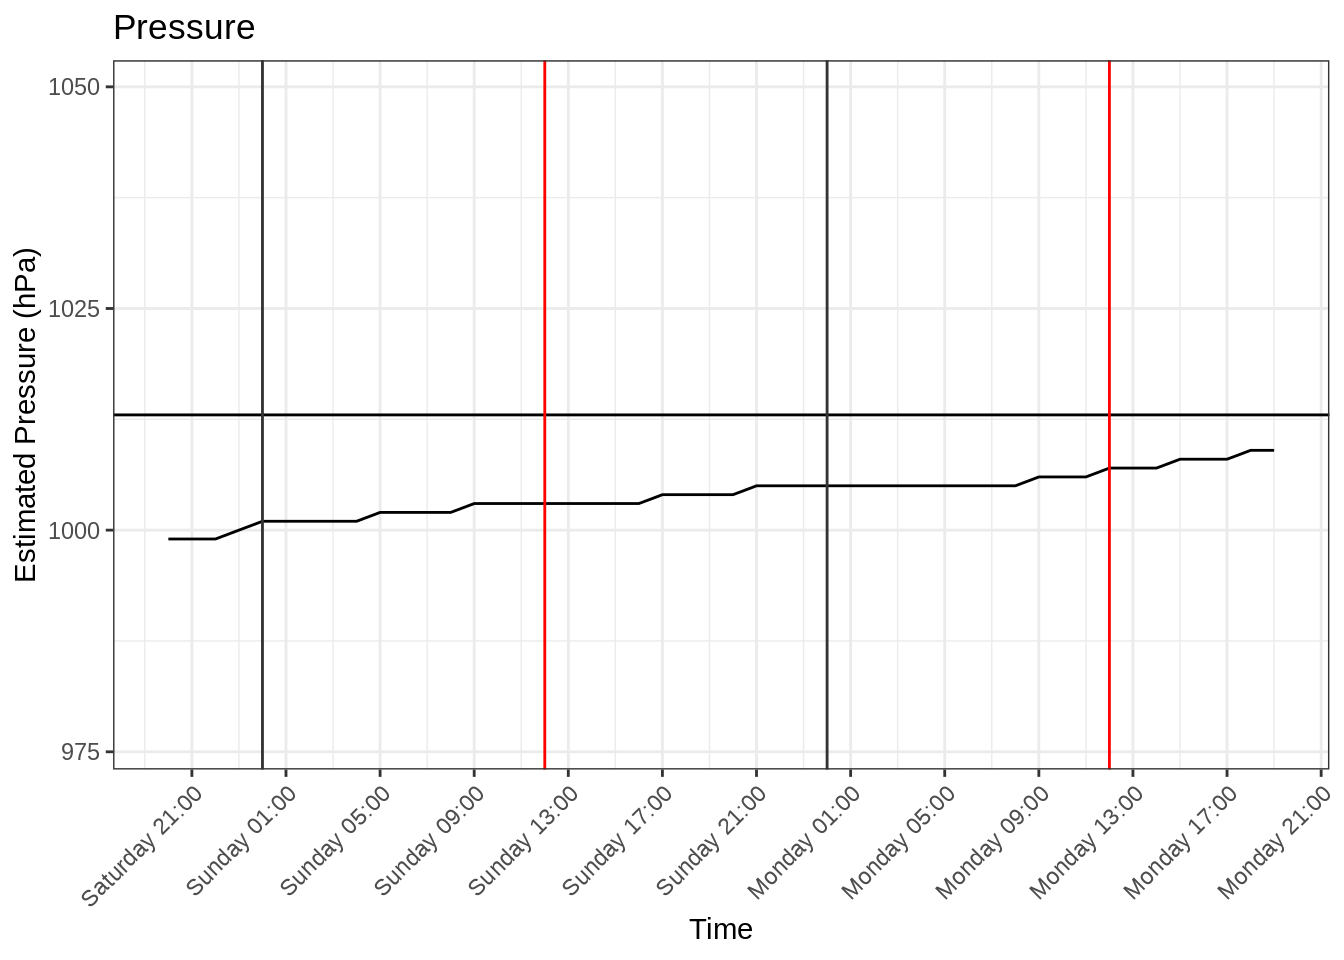 Pressure
Estimated Pressure (hPa)
1050
1025
1000
975
Saturday 21:00
Sunday 01:00
Sunday 05:00
Sunday 09:00
Sunday 13:00
Sunday 17:00
Sunday 21:00
Monday 01:00
Monday 05:00
Monday 09:00
Monday 13:00
Monday 17:00
Monday 21:00
Time